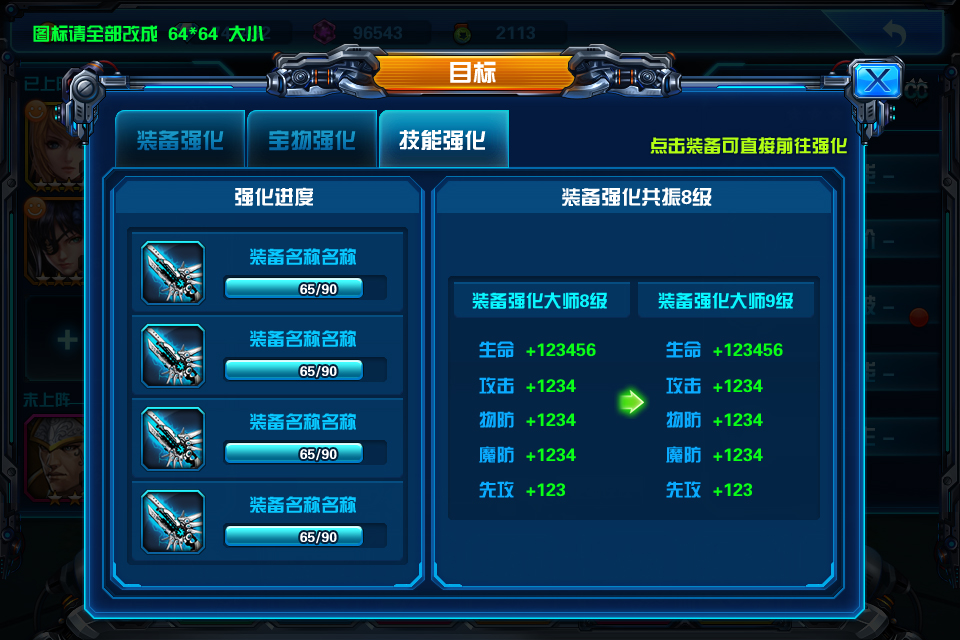 图标请全部改成 64*64 大小
96543
2113
目标
装备强化
宝物强化
技能强化
点击装备可直接前往强化
强化进度
装备名称名称
65/90
装备名称名称
65/90
装备名称名称
65/90
装备名称名称
65/90
装备强化共振8级
装备强化大师8级
装备强化大师9级
生命 +123456
生命 +123456
攻击 +1234
攻击 +1234
物防 +1234
物防 +1234
魔防 +1234
魔防 +1234
先攻 +123
先攻 +123
未上阵